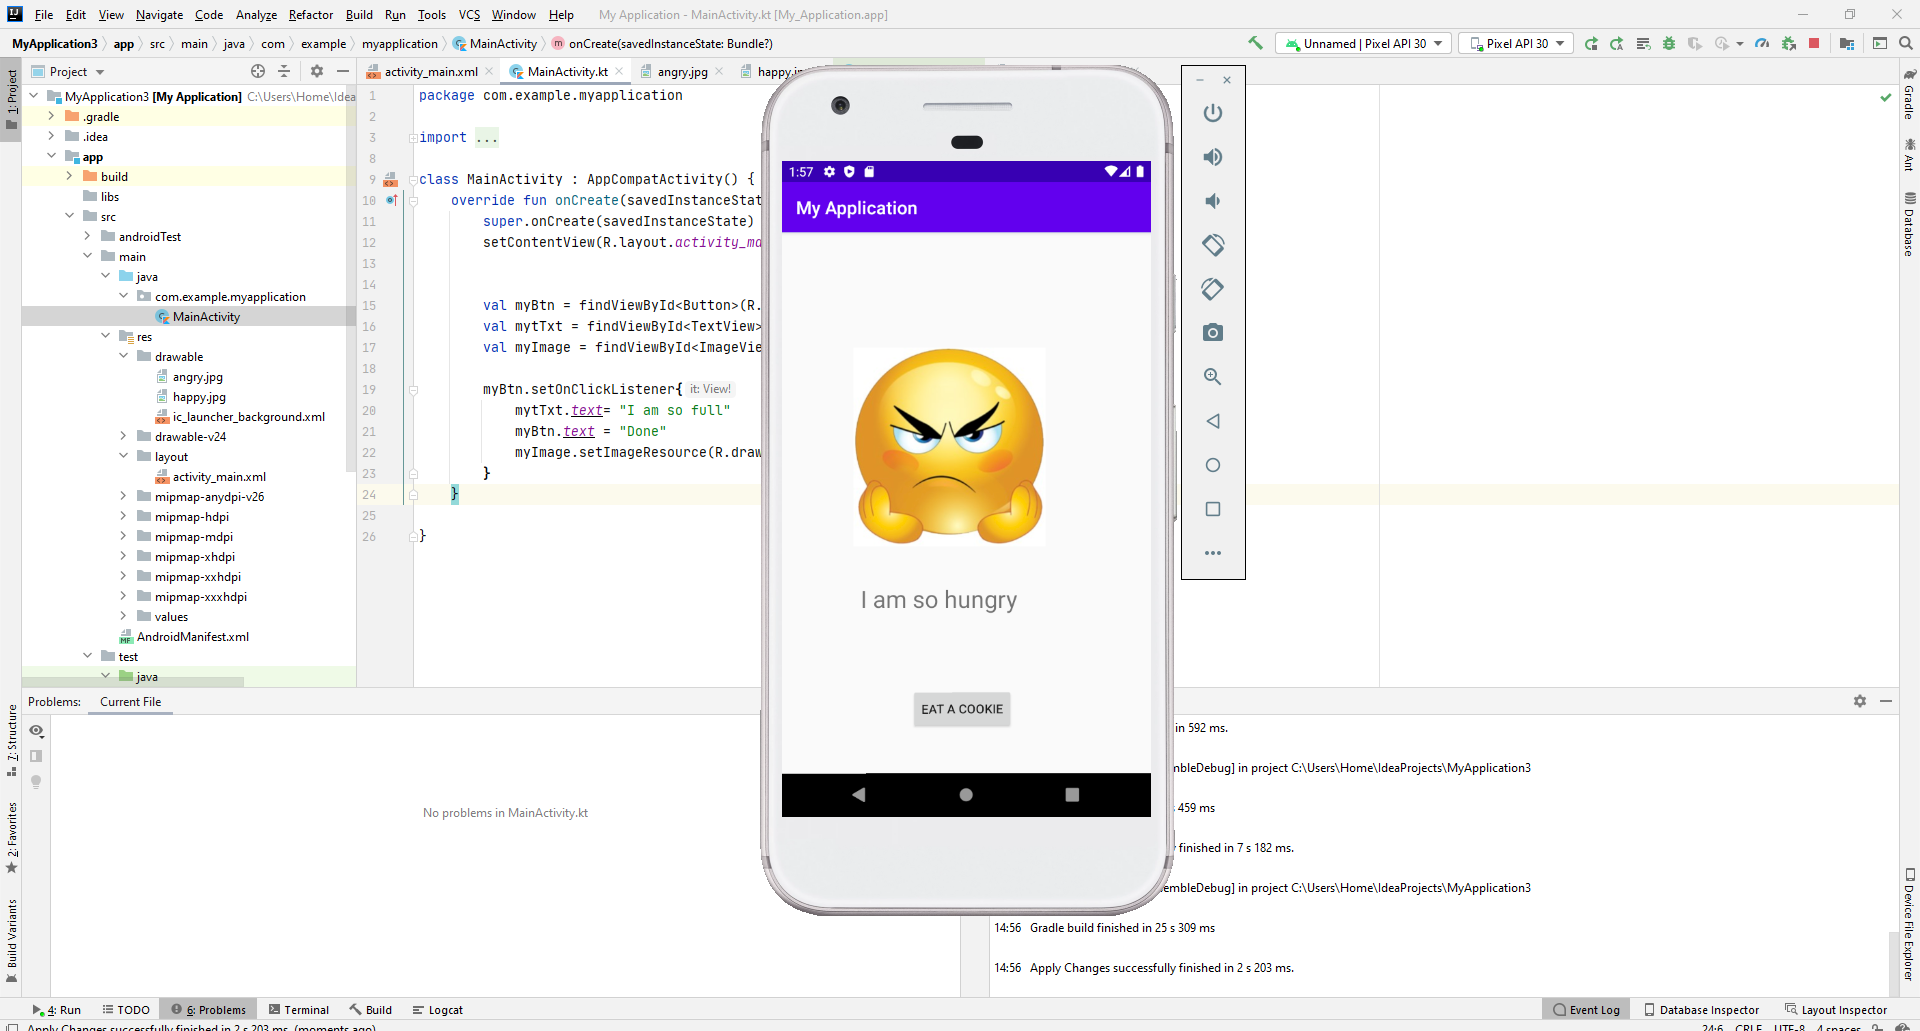 File Edit View Navigate Code Analyze Refactor Build Run Tools VCS Window Help My Application - MainActivity.kt [My_Application.app]
MyApplication3 app src main java com example myapplication MainActivity onCreate(savedInstanceState: Bundle?) Unnamed | Pixel API 30 Pixel API 30
Project
activity_main.xml MainActivity.kt angry.jpg
MyApplication3 [My Application] C:\Users\Home\Idea
.gradle
.idea
app
build
libs
src
androidTest
main
java
com.example.myapplication
MainActivity
res
drawable
angry.jpg
happy.jpg
ic_launcher_background.xml
drawable-v24
layout
activity_main.xml
mipmap-anydpi-v26
mipmap-hdpi
mipmap-mdpi
mipmap-xhdpi
mipmap-xxhdpi
mipmap-xxxhdpi
values
AndroidManifest.xml
test
java
1 package com.example.myapplication
2
3 import ...
8
9 class MainActivity : AppCompatActivity() {
10 override fun onCreate(savedInstanceStat
11 super.onCreate(savedInstanceState)
12 setContentView(R.layout.activity_ma
13
14
15 val myBtn = findViewById<Button>(R.
16 val mytTxt = findViewById<TextView>
17 val myImage = findViewById<ImageVie
18
19 myBtn.setOnClickListener{ it: View!
20 mytTxt.text= "I am so full"
21 myBtn.text = "Done"
22 myImage.setImageResource(R.draw
23 }
24 }
25
26 }
1:57
My Application
I am so hungry
EAT A COOKIE
1: Project
7: Structure
2: Favorites
Build Variants
Gradle
Ant
Database
Device File Explorer
Problems: Current File
No problems in MainActivity.kt
in 592 ms.
mbleDebug] in project C:\Users\Home\IdeaProjects\MyApplication3
459 ms
finished in 7 s 182 ms.
mbleDebug] in project C:\Users\Home\IdeaProjects\MyApplication3
14:56 Gradle build finished in 25 s 309 ms
14:56 Apply Changes successfully finished in 2 s 203 ms.
4: Run TODO 6: Problems Terminal Build Logcat Event Log Database Inspector Layout Inspector
Apply Changes successfully finished in 2 s 203 ms. (moments ago) 24:6 CRLF UTF-8 4 spaces